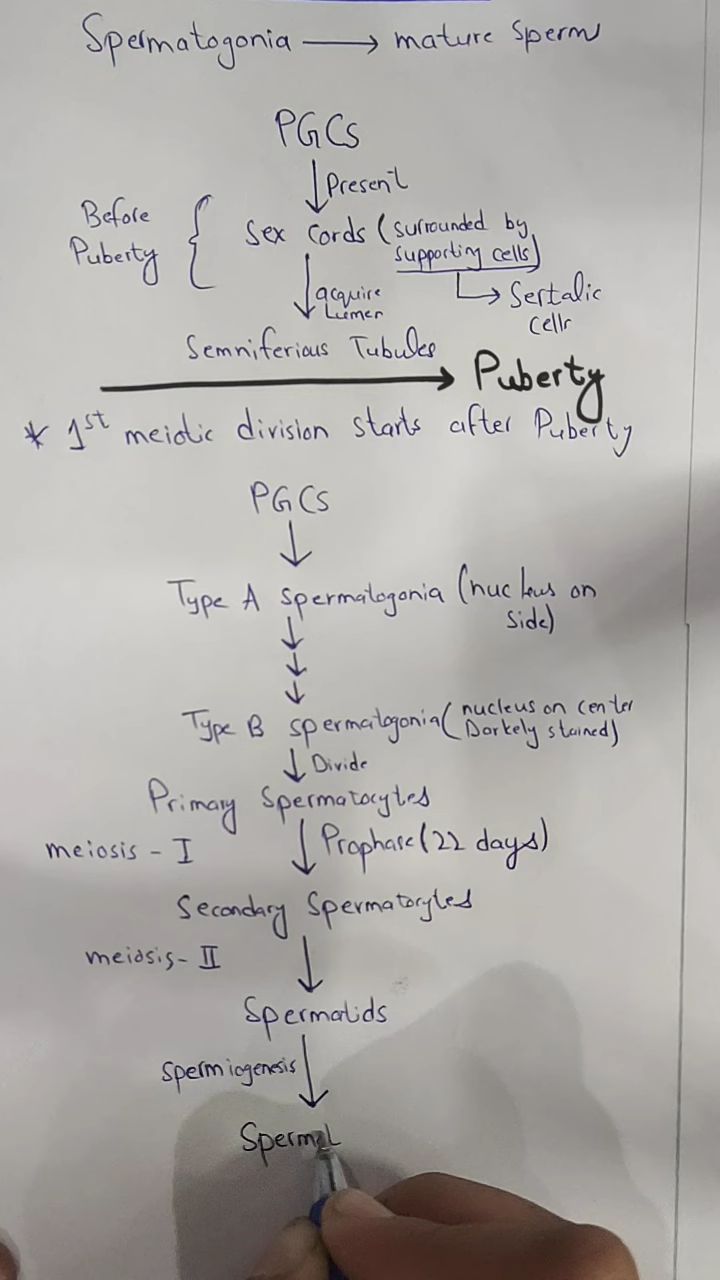 Spermatogonia → mature Sperm
PGCs
↓ Present
Before
Puberty
{ Sex Cords (surrounded by
supporting cells)
↓ acquire
Lumen
→ Sertalic
cells
Semniferious Tubules
→ Puberty
* 1st meiotic division starts after Puberty
PGCs
↓
Type A spermatogonia (nucleus on
side)
↓
↓
↓
Type B spermatogonia (nucleus on center
Darkely stained)
↓ Divide
Primary Spermatocytes
meiosis - I ↓ Prophase (22 days)
Secondary Spermatocytes
meiosis - II ↓
Spermatids
spermiogenesis ↓